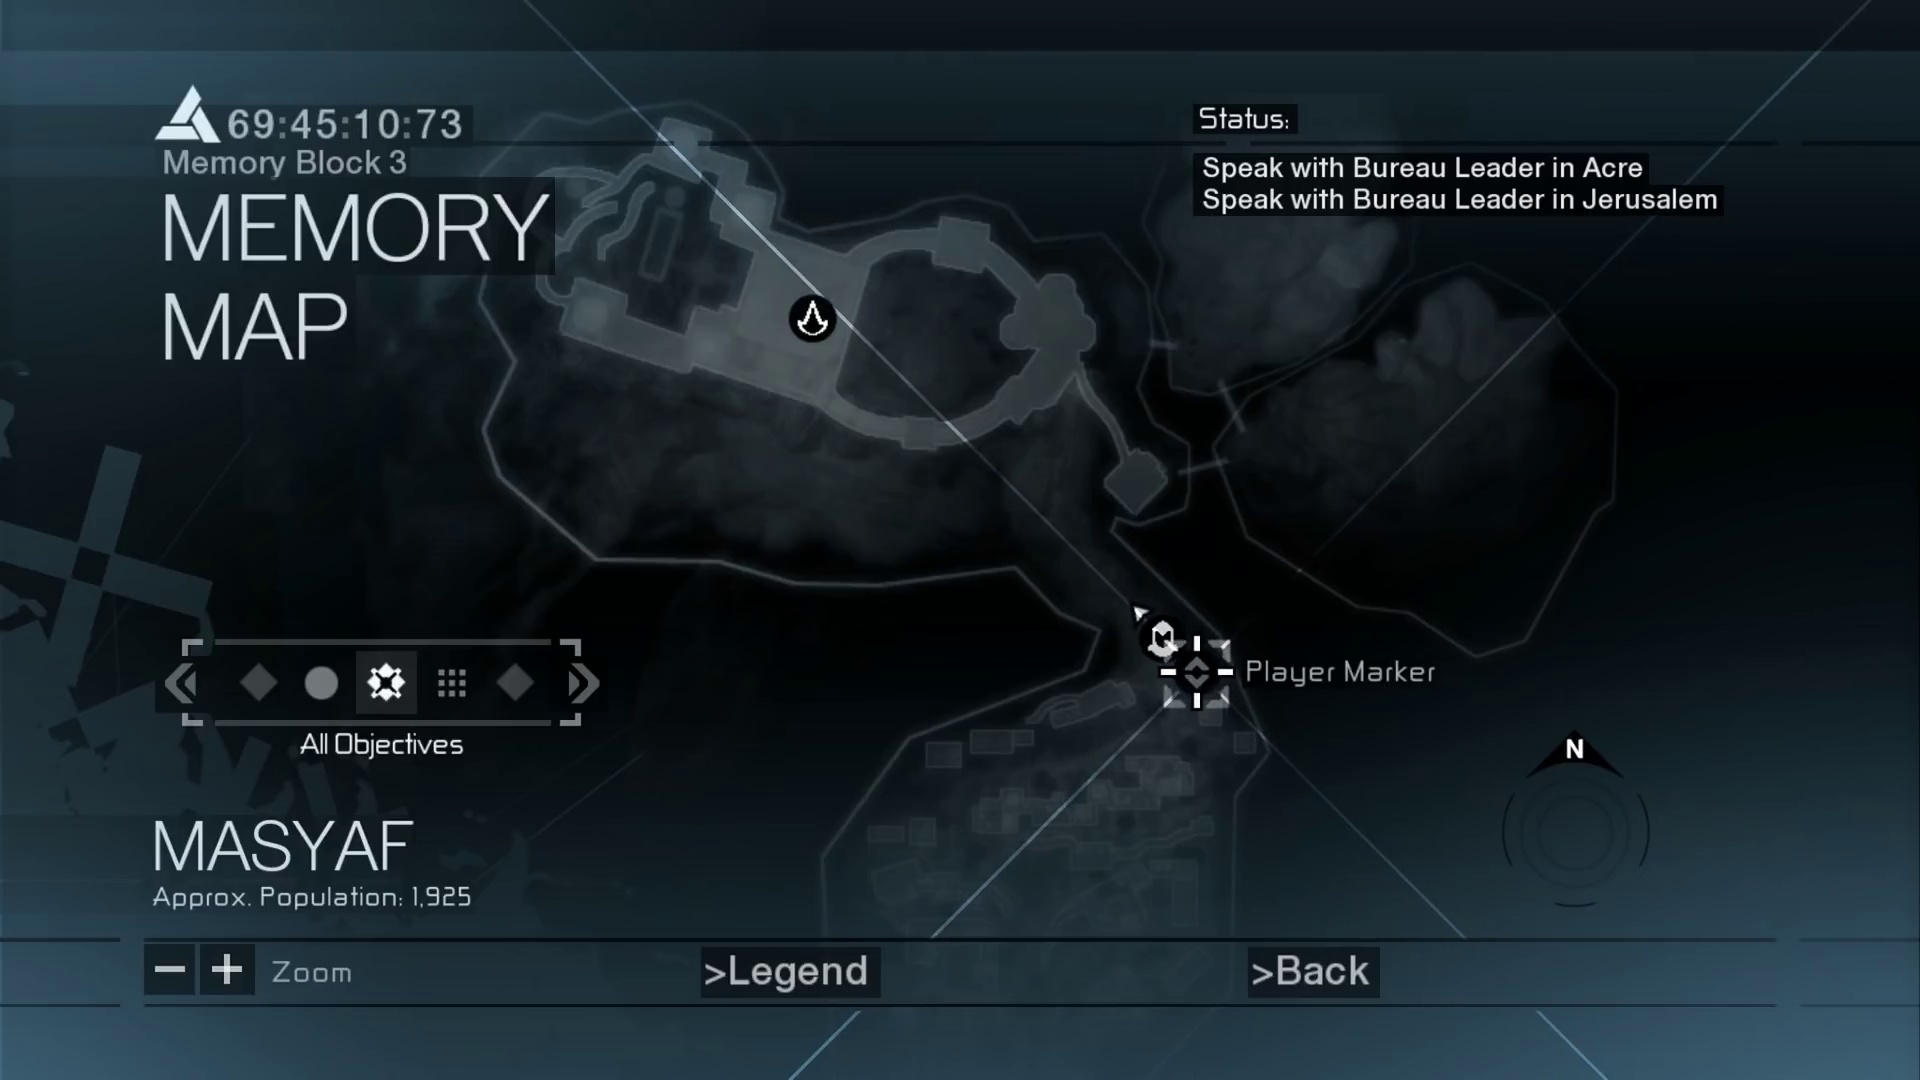 69:45:10:73
Memory Block 3
MEMORY
MAP
Status:
Speak with Bureau Leader in Acre
Speak with Bureau Leader in Jerusalem
Player Marker
All Objectives
N
MASYAF
Approx. Population: 1,925
- + Zoom
>Legend
>Back